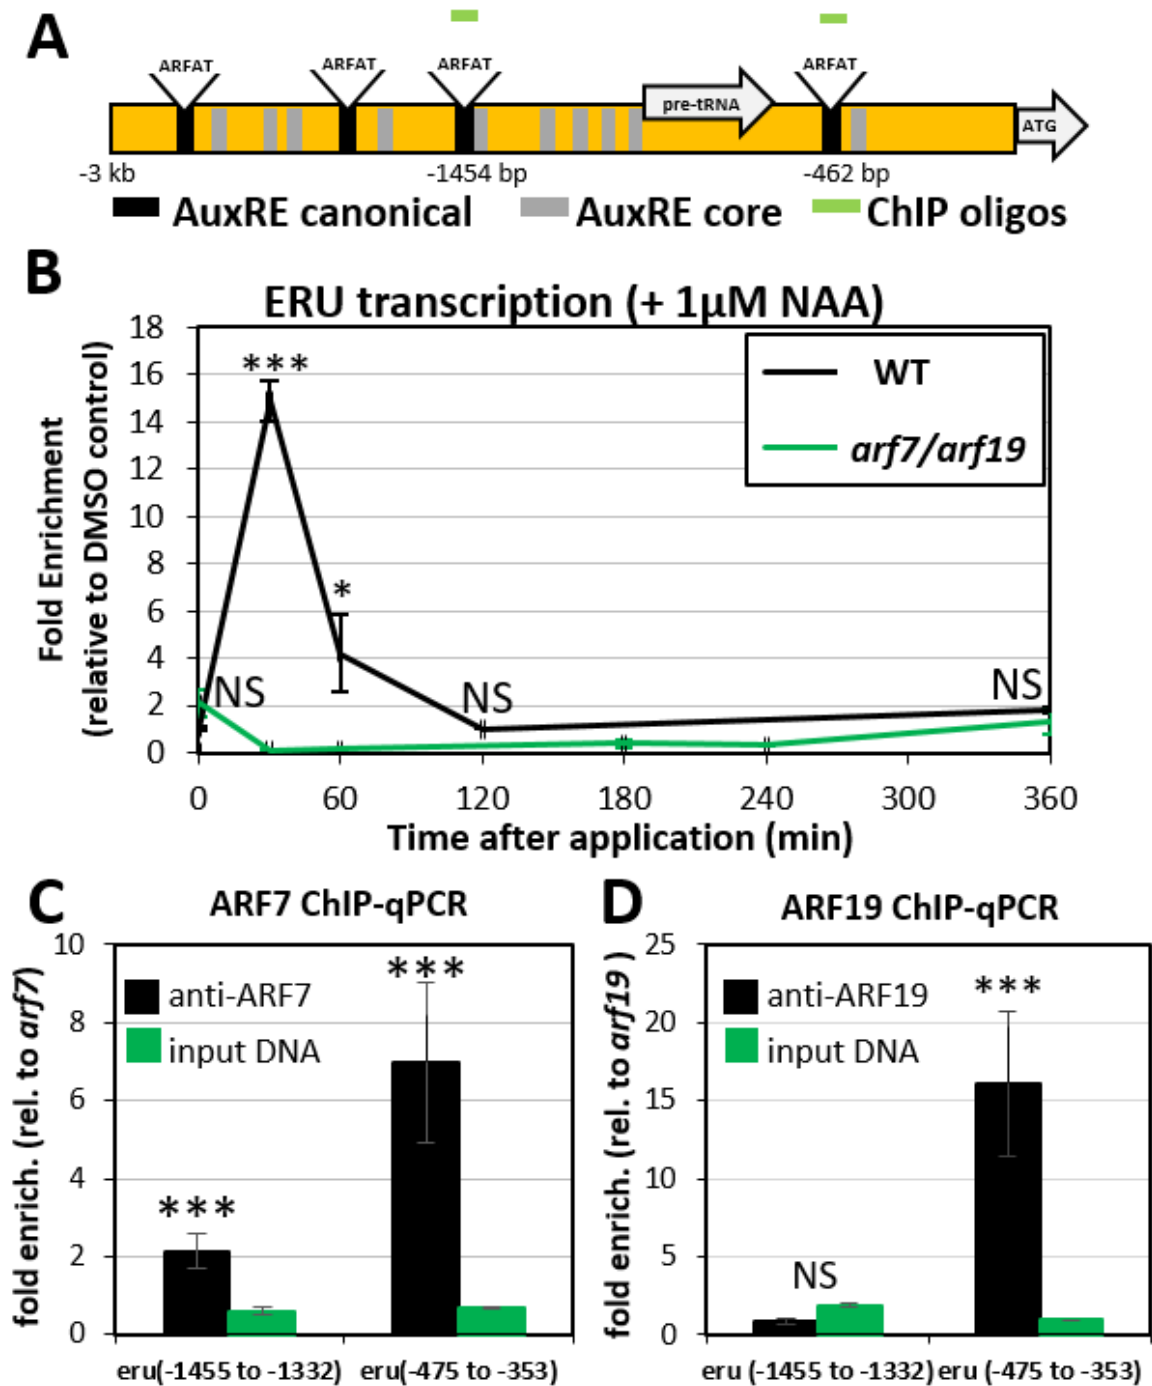 A
ARFAT ARFAT ARFAT ARFAT
pre-tRNA
ATG
-3 kb -1454 bp -462 bp
AuxRE canonical AuxRE core ChIP oligos
B
ERU transcription (+ 1µM NAA)
Fold Enrichment
(relative to DMSO control)
18
16
14
12
10
8
6
4
2
0
***
*
NS NS NS
WT
arf7/arf19
0 60 120 180 240 300 360
Time after application (min)
C
ARF7 ChIP-qPCR
fold enrich. (rel. to arf7)
10
8
6
4
2
0
anti-ARF7
input DNA
***
***
eru(-1455 to -1332) eru(-475 to -353)
D
ARF19 ChIP-qPCR
fold enrich. (rel. to arf19 )
25
20
15
10
5
0
anti-ARF19
input DNA
***
NS
eru (-1455 to -1332) eru (-475 to -353)